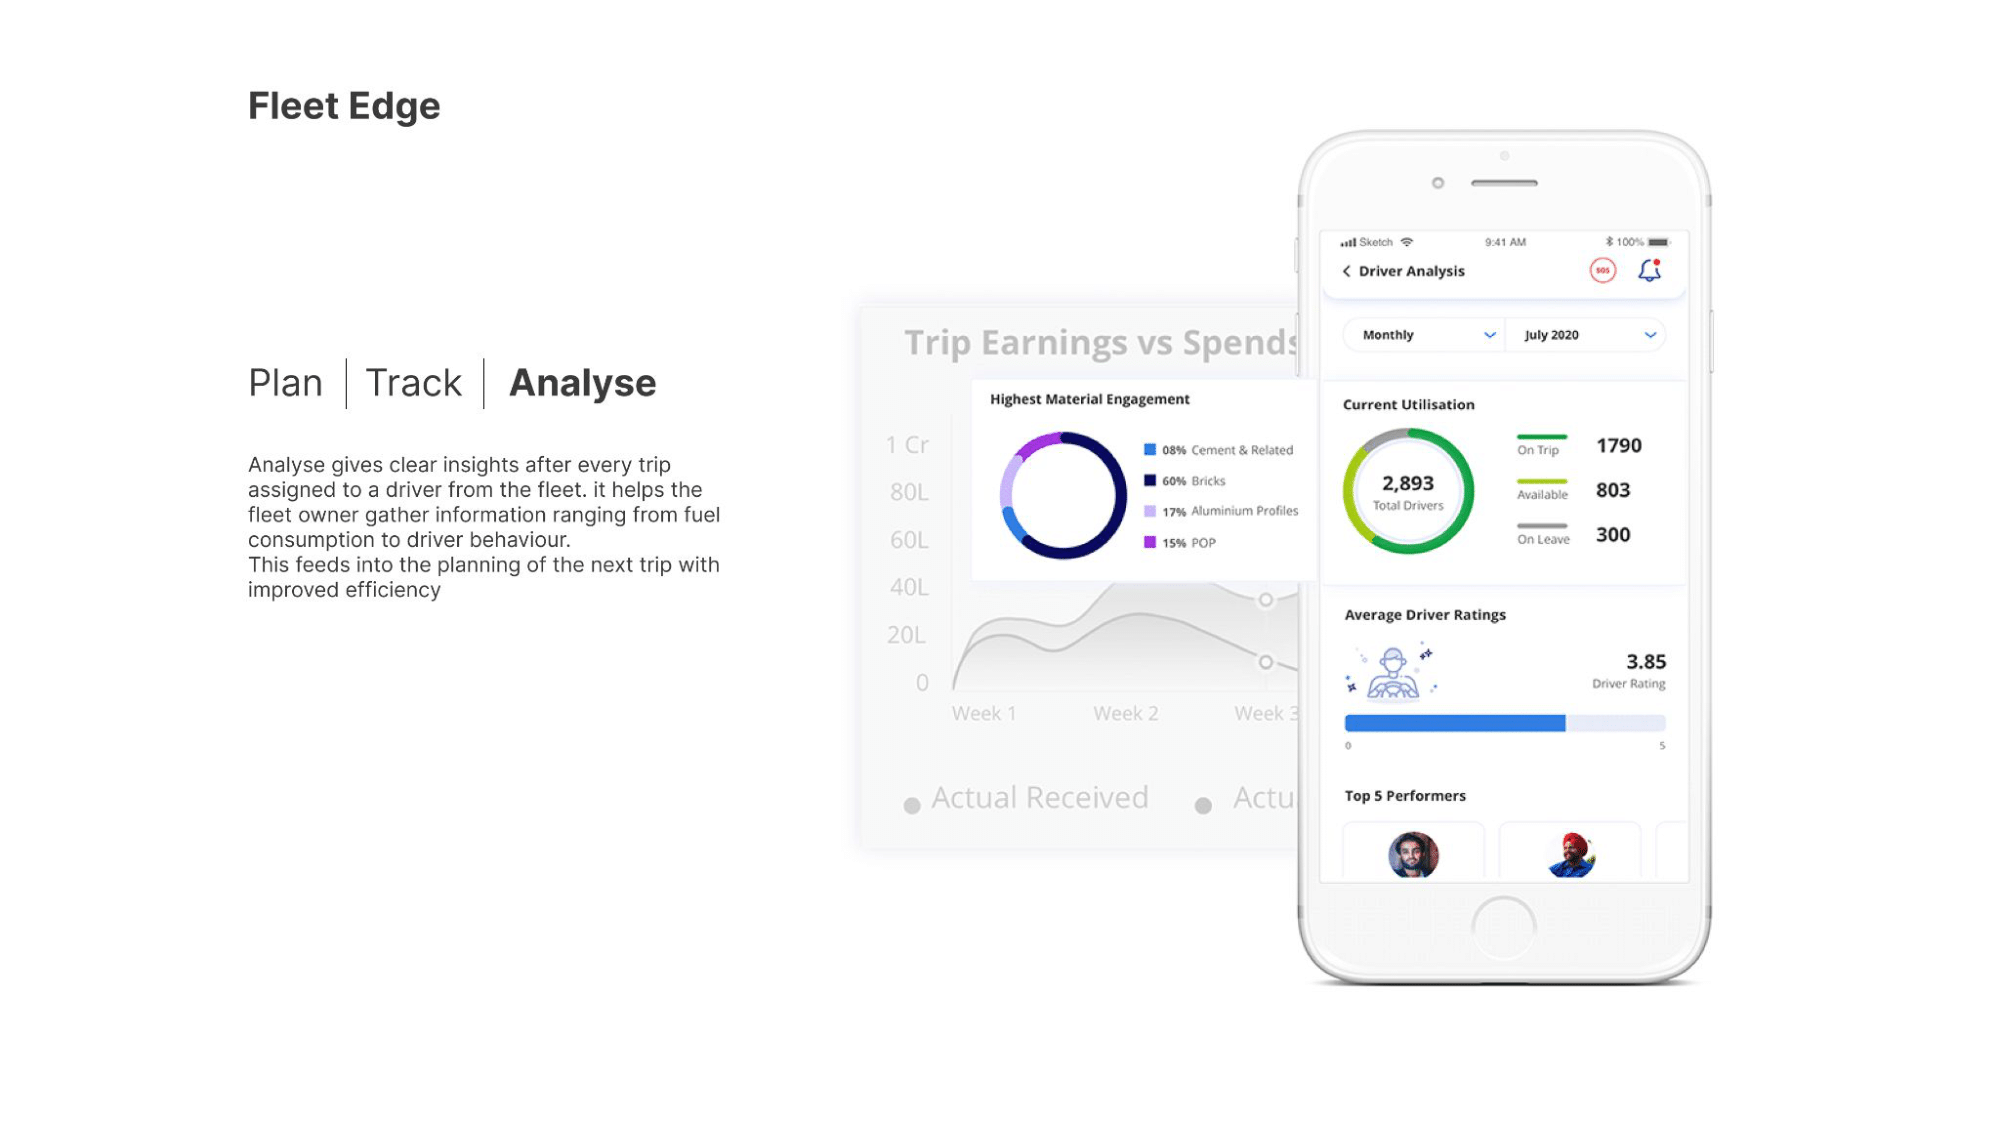 Fleet Edge
Plan | Track | Analyse
Analyse gives clear insights after every trip
assigned to a driver from the fleet. it helps the
fleet owner gather information ranging from fuel
consumption to driver behaviour.
This feeds into the planning of the next trip with
improved efficiency
Trip Earnings vs Spends
1 Cr
80L
60L
40L
20L
0
Week 1
Week 2
Week 3
Actual Received
Actu
Highest Material Engagement
08% Cement & Related
60% Bricks
17% Aluminium Profiles
15% POP
Sketch 9:41 AM 100%
Driver Analysis
SOS
Monthly
July 2020
Current Utilisation
2,893
Total Drivers
On Trip 1790
Available 803
On Leave 300
Average Driver Ratings
3.85
Driver Rating
0 5
Top 5 Performers